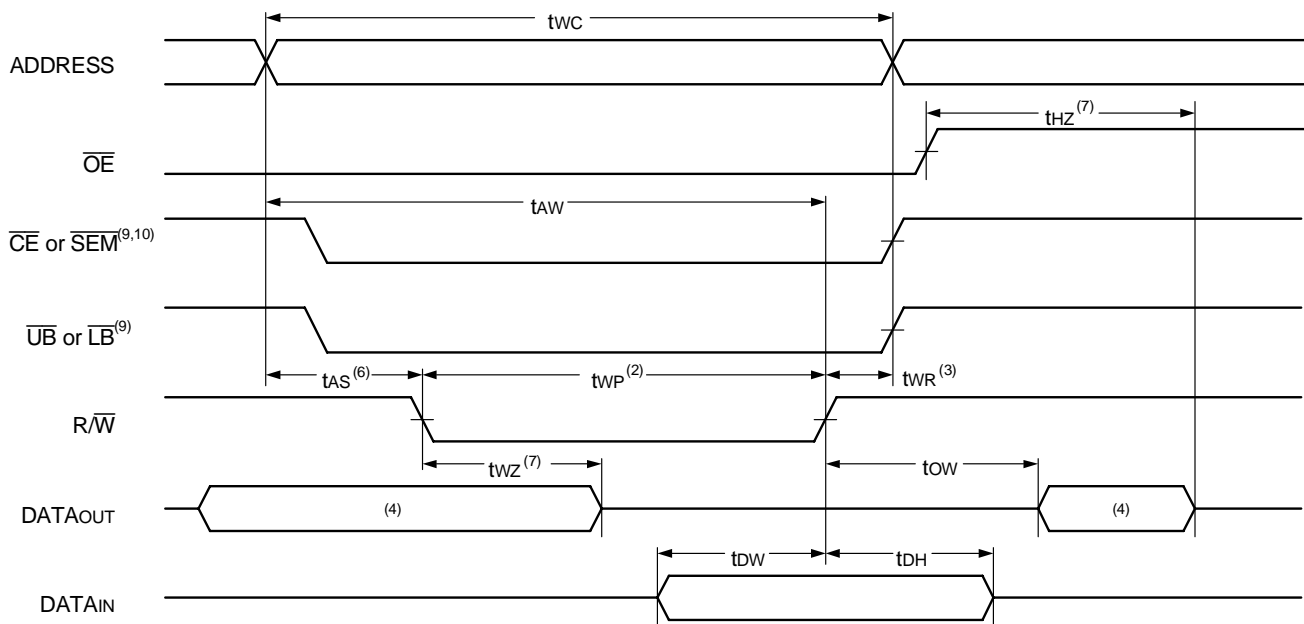 tWC
ADDRESS
tHZ(7)
OE
tAW
CE or SEM(9,10)
UB or LB(9)
tAS(6)
tWP(2)
tWR(3)
R/W
tWZ(7)
tOW
DATAOUT
(4)
(4)
tDW
tDH
DATAIN